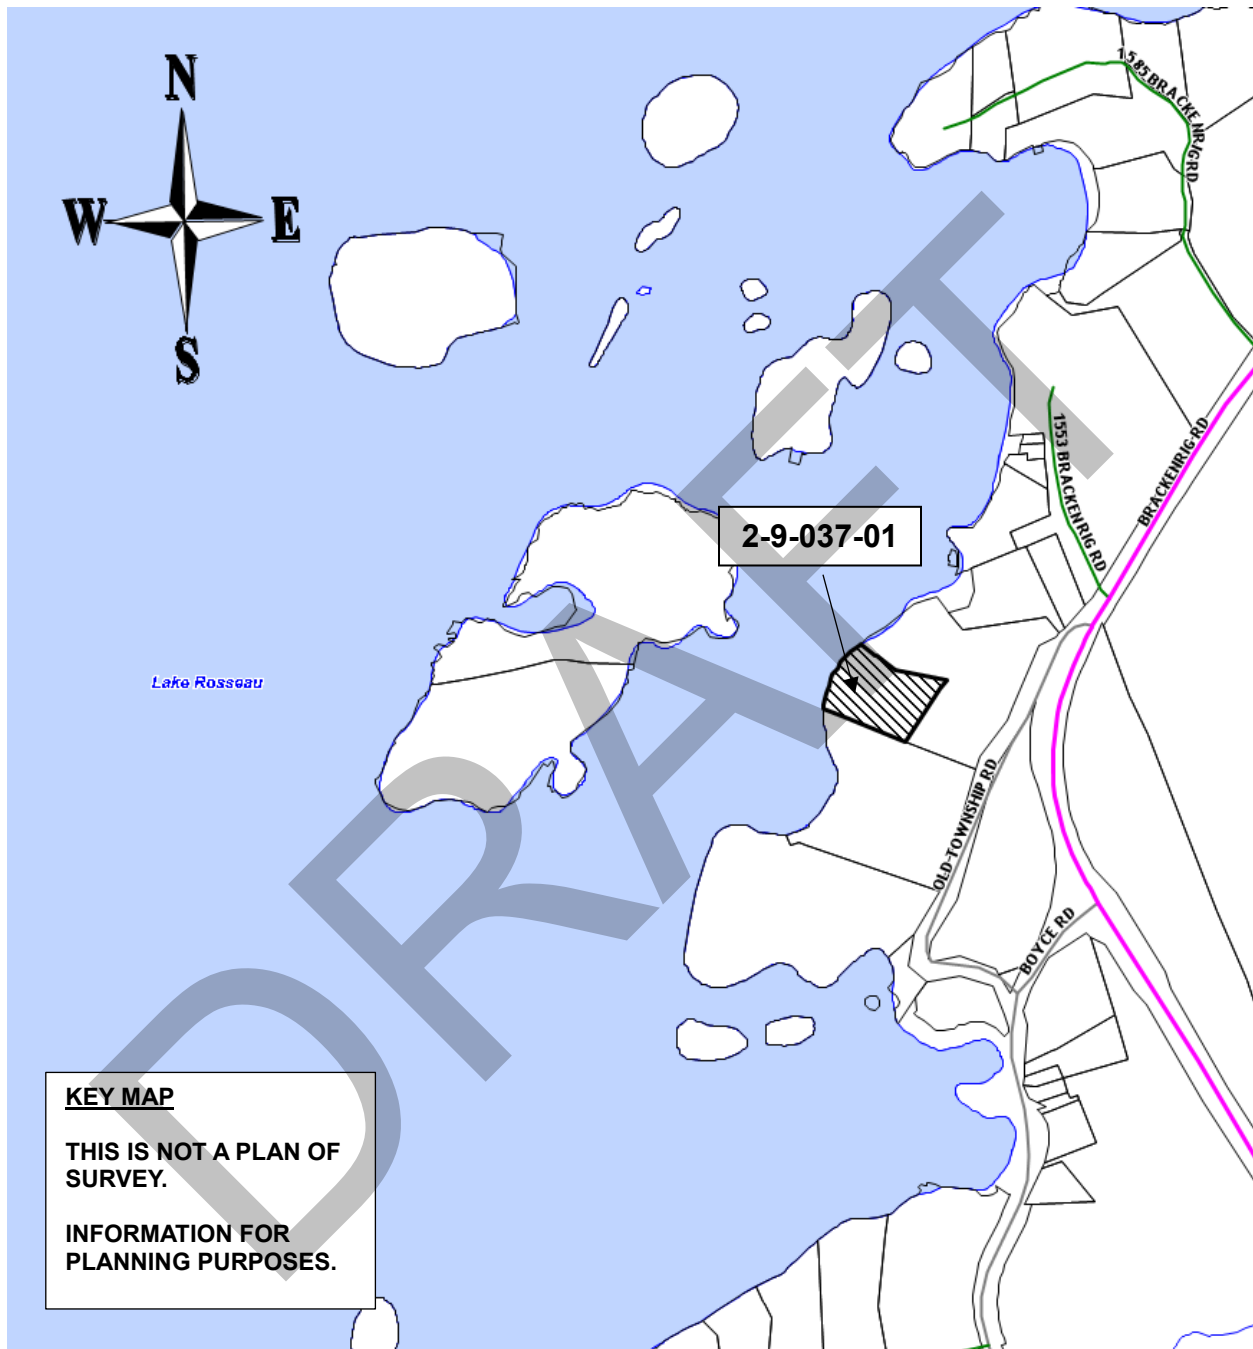 N
W E
S
1585 BRACKENRIG RD
1553 BRACKENRIG RD
BRACKENRIG RD
2-9-037-01
Lake Rosseau
OLD TOWNSHIP RD
BOYCE RD
DRAFT
KEY MAP
THIS IS NOT A PLAN OF
SURVEY.
INFORMATION FOR
PLANNING PURPOSES.